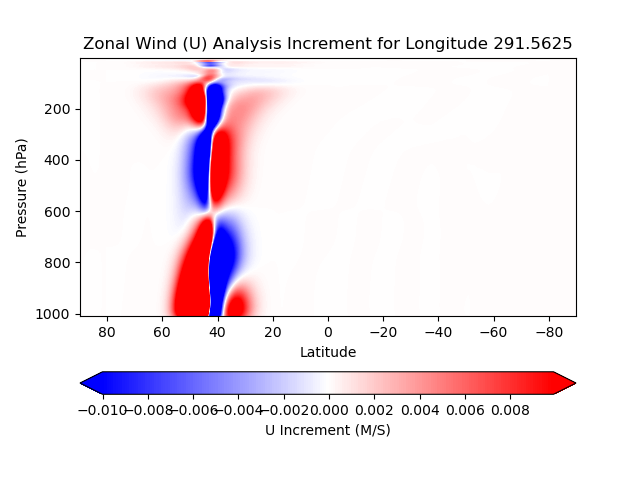 Zonal Wind (U) Analysis Increment for Longitude 291.5625
Pressure (hPa)
200
400
600
800
1000
80 60 40 20 0 −20 −40 −60 −80
Latitude
−0.010 −0.008 −0.006 −0.004 −0.002 0.000 0.002 0.004 0.006 0.008
U Increment (M/S)